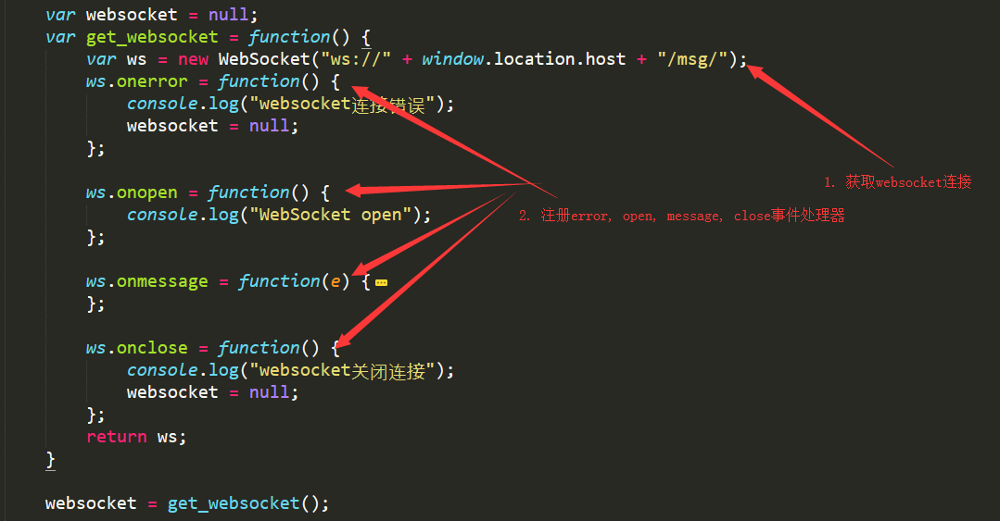 var websocket = null;
var get_websocket = function() {
var ws = new WebSocket("ws://" + window.location.host + "/msg/");
ws.onerror = function() {
console.log("websocket连接错误");
websocket = null;
};
1. 获取websocket连接
ws.onopen = function() {
2. 注册error, open, message, close事件处理器
console.log("WebSocket open");
};
ws.onmessage = function(e) {
};
ws.onclose = function() {
console.log("websocket关闭连接");
websocket = null;
};
return ws;
}
websocket = get_websocket();